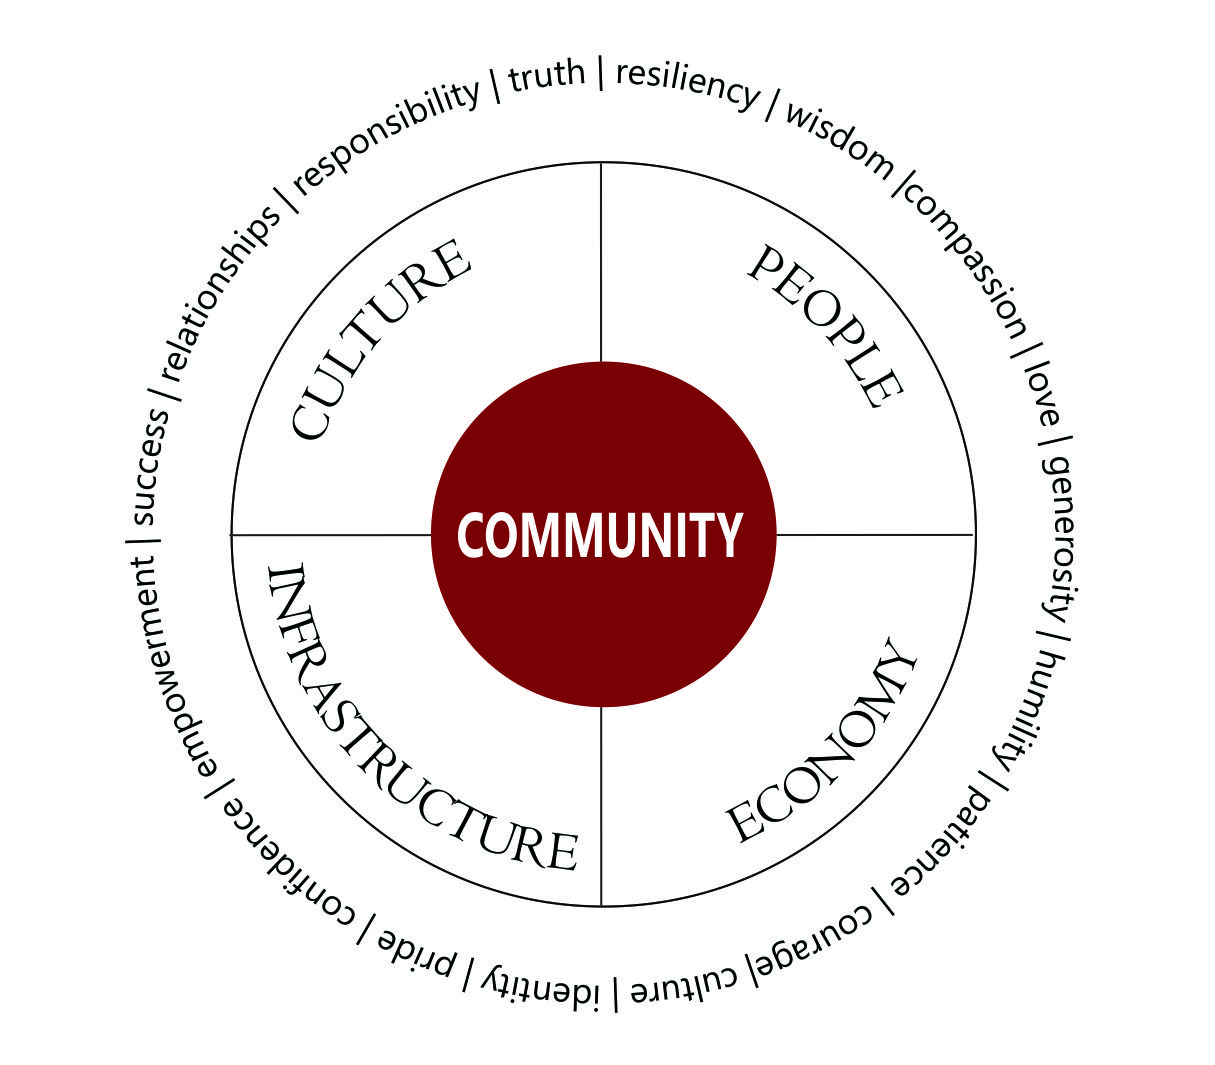 truth | resiliency | wisdom |compassion | love | generosity | humility | patience | courage| culture | identity | pride | confidence | empowerment | success | relationships | responsibility |
CULTURE
PEOPLE
COMMUNITY
INFRASTRUCTURE
ECONOMY